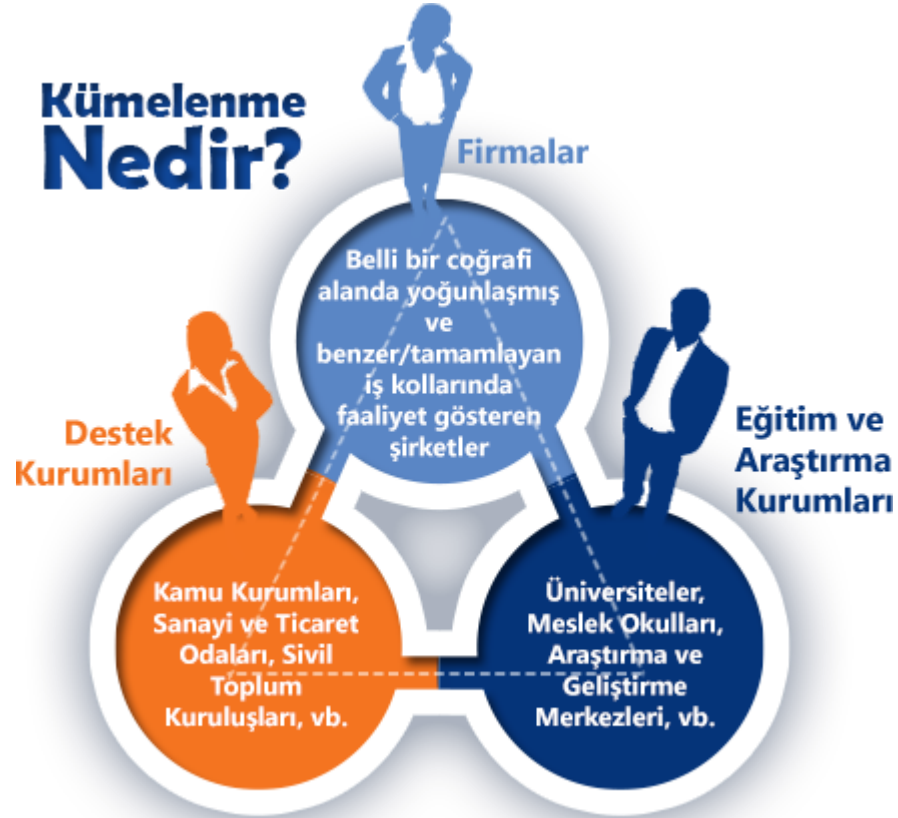 Kümelenme
Nedir?
Firmalar
Belli bir coğrafi
alanda yoğunlaşmış
ve
benzer/tamamlayan
iş kollarında
faaliyet gösteren
şirketler
Destek
Kurumları
Kamu Kurumları,
Sanayi ve Ticaret
Odaları, Sivil
Toplum
Kuruluşları, vb.
Eğitim ve
Araştırma
Kurumları
Üniversiteler,
Meslek Okulları,
Araştırma ve
Geliştirme
Merkezleri, vb.